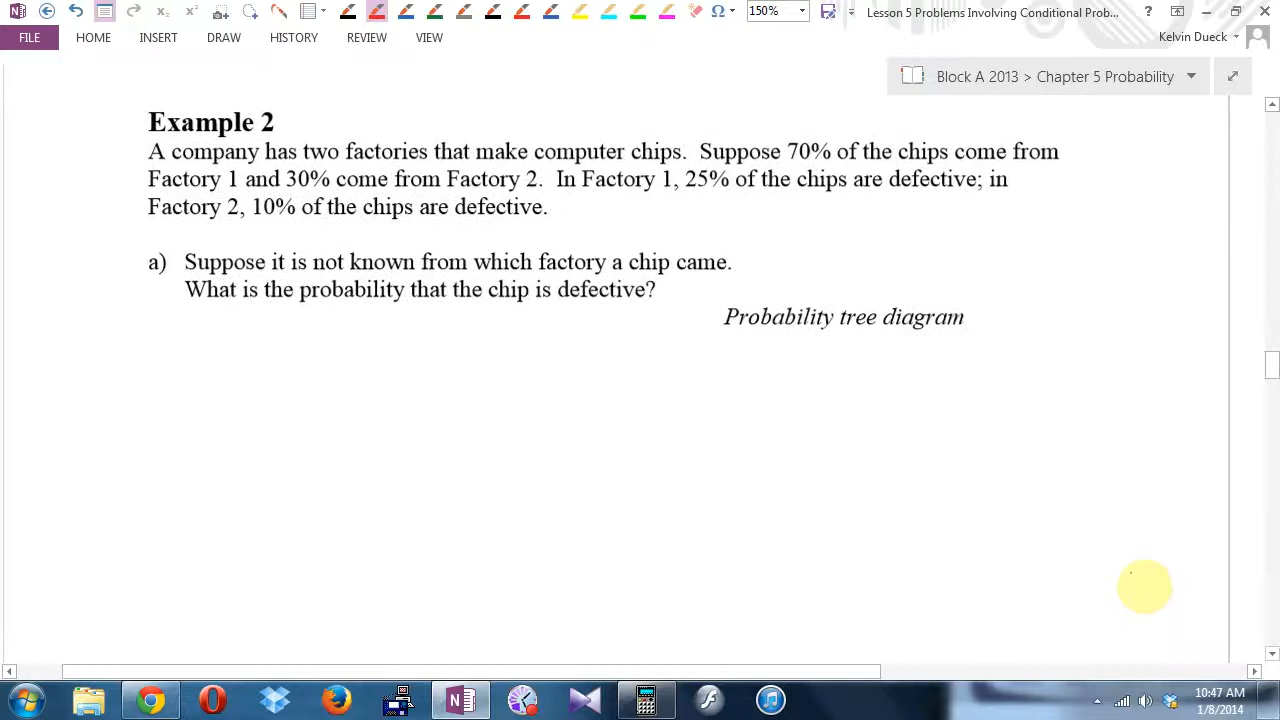 150%
Lesson 5 Problems Involving Conditional Prob...
FILE
HOME
INSERT
DRAW
HISTORY
REVIEW
VIEW
Kelvin Dueck
Block A 2013 > Chapter 5 Probability
Example 2
A company has two factories that make computer chips. Suppose 70% of the chips come from
Factory 1 and 30% come from Factory 2. In Factory 1, 25% of the chips are defective; in
Factory 2, 10% of the chips are defective.
a) Suppose it is not known from which factory a chip came.
What is the probability that the chip is defective?
Probability tree diagram
10:47 AM
1/8/2014